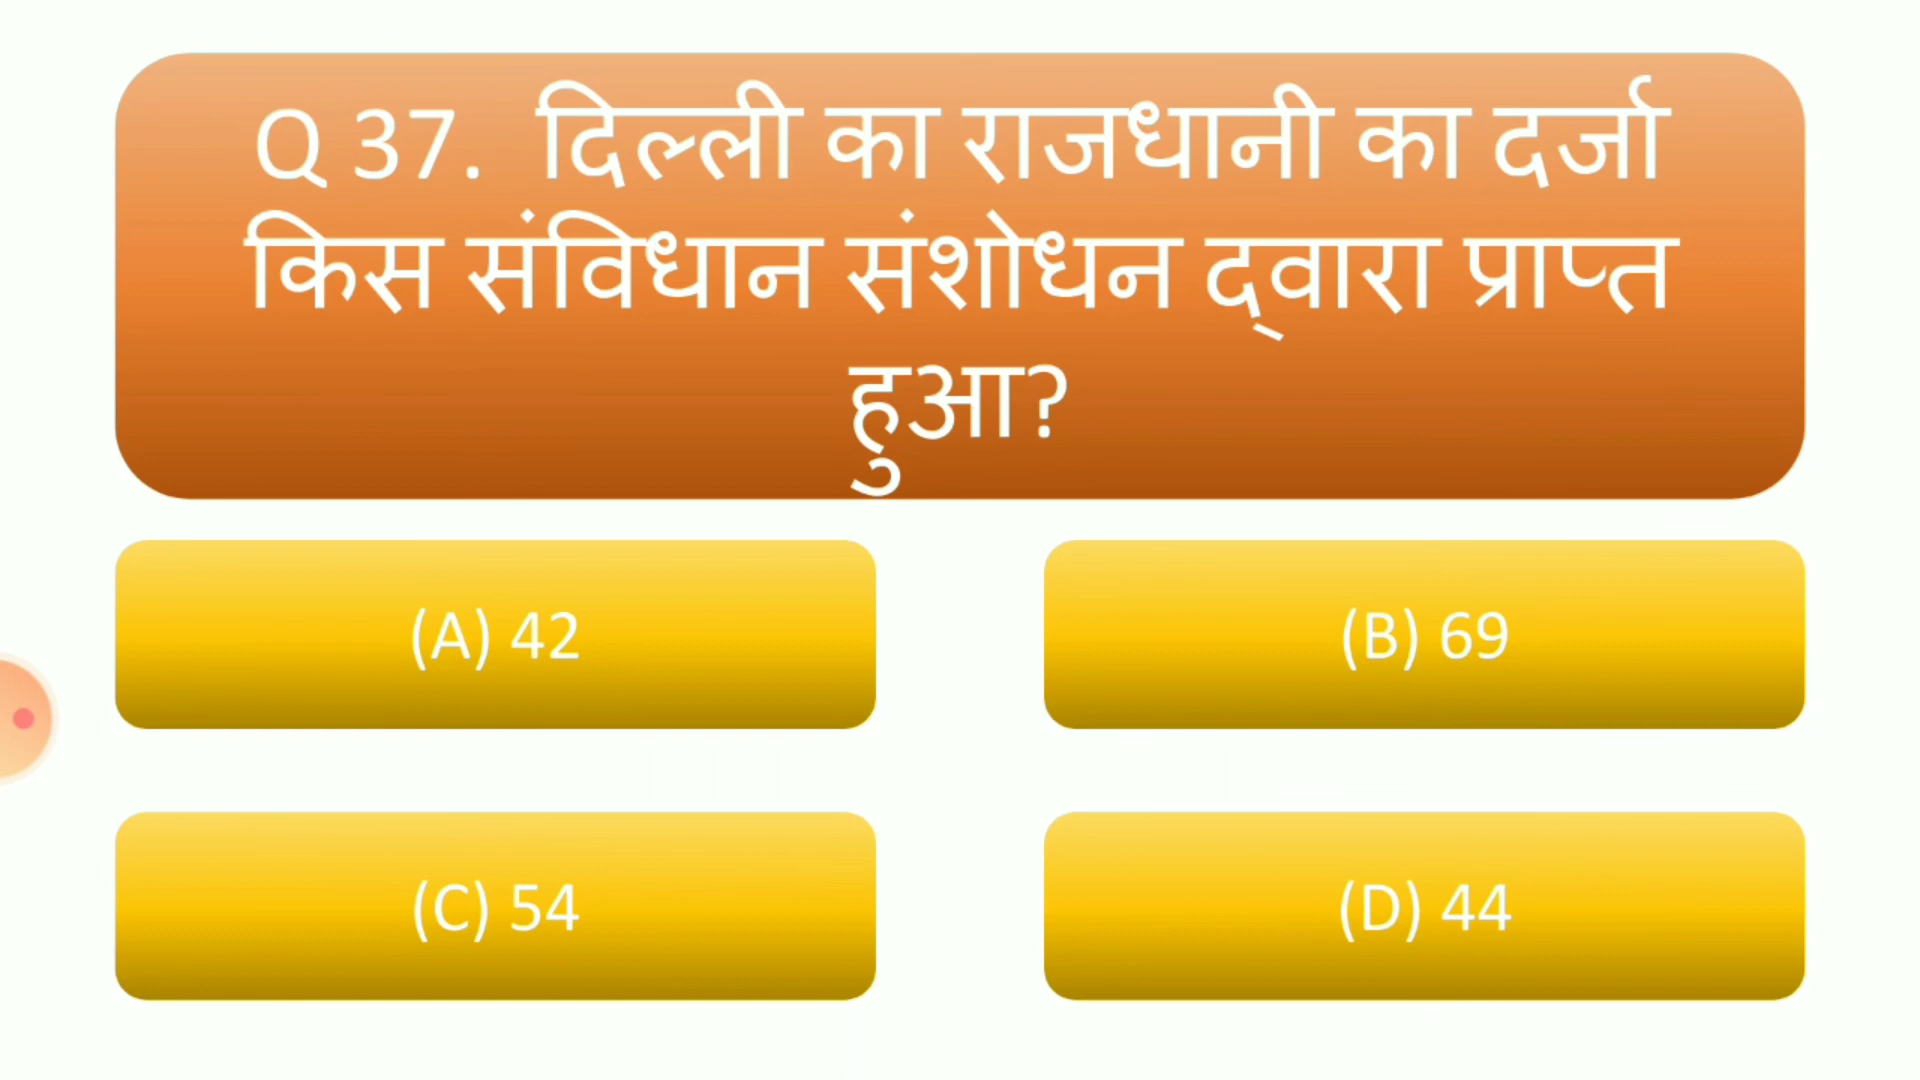 Q 37. दिल्ली का राजधानी का दर्जा
किस संविधान संशोधन द्वारा प्राप्त
हुआ?
(A) 42
(B) 69
(C) 54
(D) 44